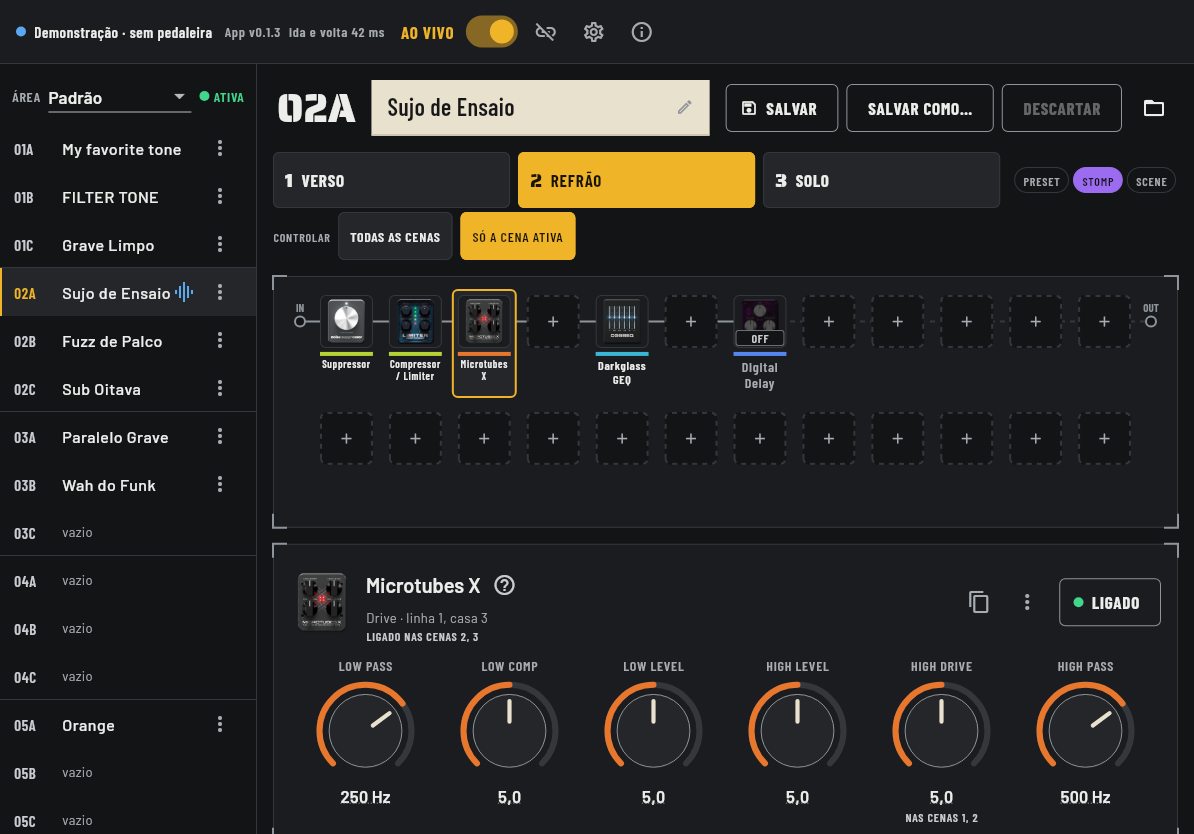 Demonstração · sem pedaleira App v0.1.3 Ida e volta 42 ms AO VIVO
ÁREA Padrão ATIVA
01A My favorite tone
01B FILTER TONE
01C Grave Limpo
02A Sujo de Ensaio
02B Fuzz de Palco
02C Sub Oitava
03A Paralelo Grave
03B Wah do Funk
03C vazio
04A vazio
04B vazio
04C vazio
05A Orange
05B vazio
05C vazio
02A Sujo de Ensaio SALVAR SALVAR COMO... DESCARTAR
1 VERSO 2 REFRÃO 3 SOLO PRESET STOMP SCENE
CONTROLAR TODAS AS CENAS SÓ A CENA ATIVA
IN OUT
OFF
Suppressor Compressor / Limiter Microtubes X Darkglass GEQ Digital Delay
Microtubes X
Drive · linha 1, casa 3
LIGADO NAS CENAS 2, 3
LIGADO
LOW PASS LOW COMP LOW LEVEL HIGH LEVEL HIGH DRIVE HIGH PASS
250 Hz 5,0 5,0 5,0 5,0 500 Hz
NAS CENAS 1, 2